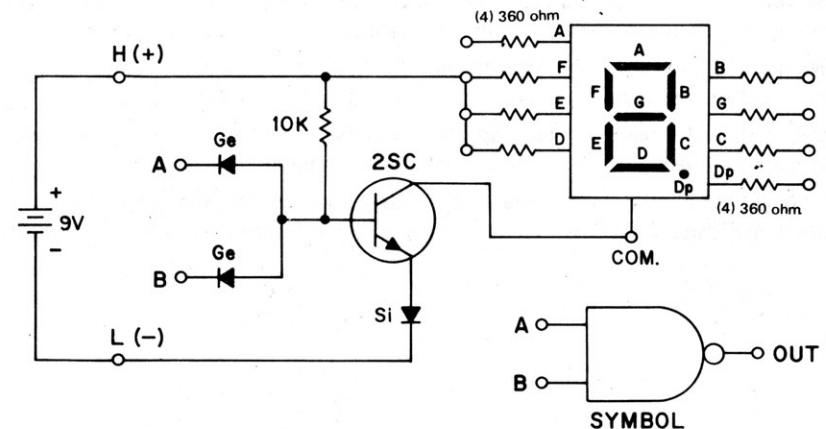 (4) 360 ohm
H (+)
A
F
E
D
A
F
B
G
E
C
D
Dp
B
G
C
Dp
(4) 360 ohm
10K
Ge
A
2SC
+
9V
-
Ge
B
COM.
Si
L (-)
A
B
OUT
SYMBOL